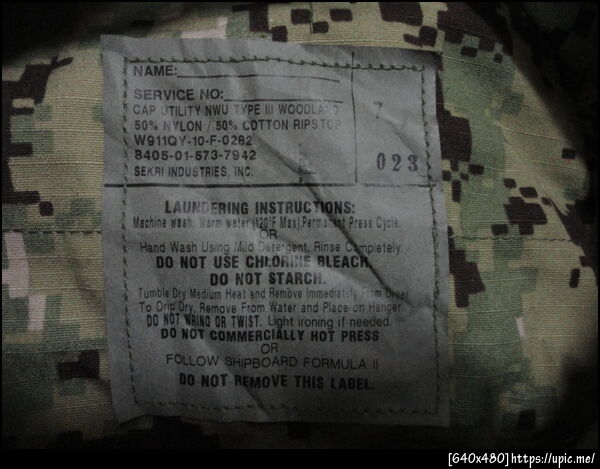 NAME:
SERVICE NO:
CAP UTILITY NWU TYPE III WOODLAND 7
50% NYLON / 50% COTTON RIPSTOP
W911QY-10-F-0282
8405-01-573-7942 023
SEKRI INDUSTRIES, INC.
LAUNDERING INSTRUCTIONS:
Machine wash, Warm water (120°F Max), Permanent Press Cycle.
OR
Hand Wash Using Mild Detergent, Rinse Completely.
DO NOT USE CHLORINE BLEACH.
DO NOT STARCH.
Tumble Dry Medium Heat and Remove Immediately From Dryer
To Drip Dry, Remove From Water and Place on Hanger.
DO NOT WRING OR TWIST. Light ironing if needed.
DO NOT COMMERCIALLY HOT PRESS
OR
FOLLOW SHIPBOARD FORMULA II
DO NOT REMOVE THIS LABEL.
[640x480]https://upic.me/